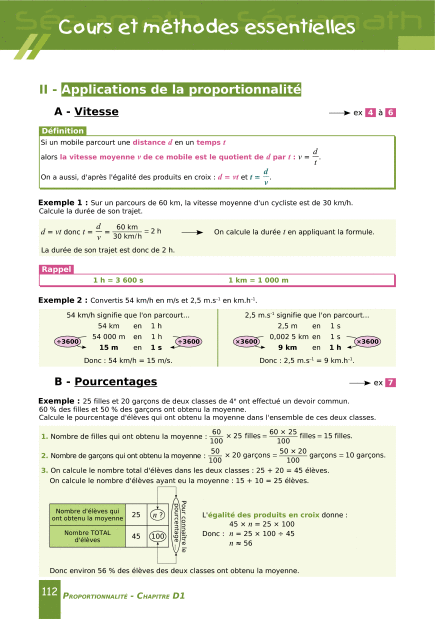 Sésamath Sésamath
Cours et méthodes essentielles
II - Applications de la proportionnalité
A - Vitesse
ex 4 à 6
Définition
Si un mobile parcourt une distance d en un temps t
alors la vitesse moyenne v de ce mobile est le quotient de d par t : v = d/t.
On a aussi, d'après l'égalité des produits en croix : d = vt et t = d/v.
Exemple 1 : Sur un parcours de 60 km, la vitesse moyenne d'un cycliste est de 30 km/h.
Calcule la durée de son trajet.
d = vt donc t = d/v = 60 km/30 km/h = 2 h On calcule la durée t en appliquant la formule.
La durée de son trajet est donc de 2 h.
Rappel
1 h = 3 600 s 1 km = 1 000 m
Exemple 2 : Convertis 54 km/h en m/s et 2,5 m.s⁻¹ en km.h⁻¹.
54 km/h signifie que l'on parcourt...
54 km en 1 h
54 000 m en 1 h
÷3600 15 m en 1 s ÷3600
Donc : 54 km/h = 15 m/s.
2,5 m.s⁻¹ signifie que l'on parcourt...
2,5 m en 1 s
0,002 5 km en 1 s
×3600 9 km en 1 h ×3600
Donc : 2,5 m.s⁻¹ = 9 km.h⁻¹.
B - Pourcentages
ex 7
Exemple : 25 filles et 20 garçons de deux classes de 4ᵉ ont effectué un devoir commun.
60 % des filles et 50 % des garçons ont obtenu la moyenne.
Calcule le pourcentage d'élèves qui ont obtenu la moyenne dans l'ensemble de ces deux classes.
1. Nombre de filles qui ont obtenu la moyenne : 60/100 × 25 filles = 60 × 25/100 filles = 15 filles.
2. Nombre de garçons qui ont obtenu la moyenne : 50/100 × 20 garçons = 50 × 20/100 garçons = 10 garçons.
3. On calcule le nombre total d'élèves dans les deux classes : 25 + 20 = 45 élèves.
On calcule le nombre d'élèves ayant eu la moyenne : 15 + 10 = 25 élèves.
Nombre d'élèves qui
ont obtenu la moyenne
25 n ?
Nombre TOTAL
d'élèves
45 100
Pour connaître le
pourcentage
L'égalité des produits en croix donne :
45 × n = 25 × 100
Donc : n = 25 × 100 ÷ 45
n ≈ 56
Donc environ 56 % des élèves des deux classes ont obtenu la moyenne.
112 PROPORTIONNALITÉ - CHAPITRE D1